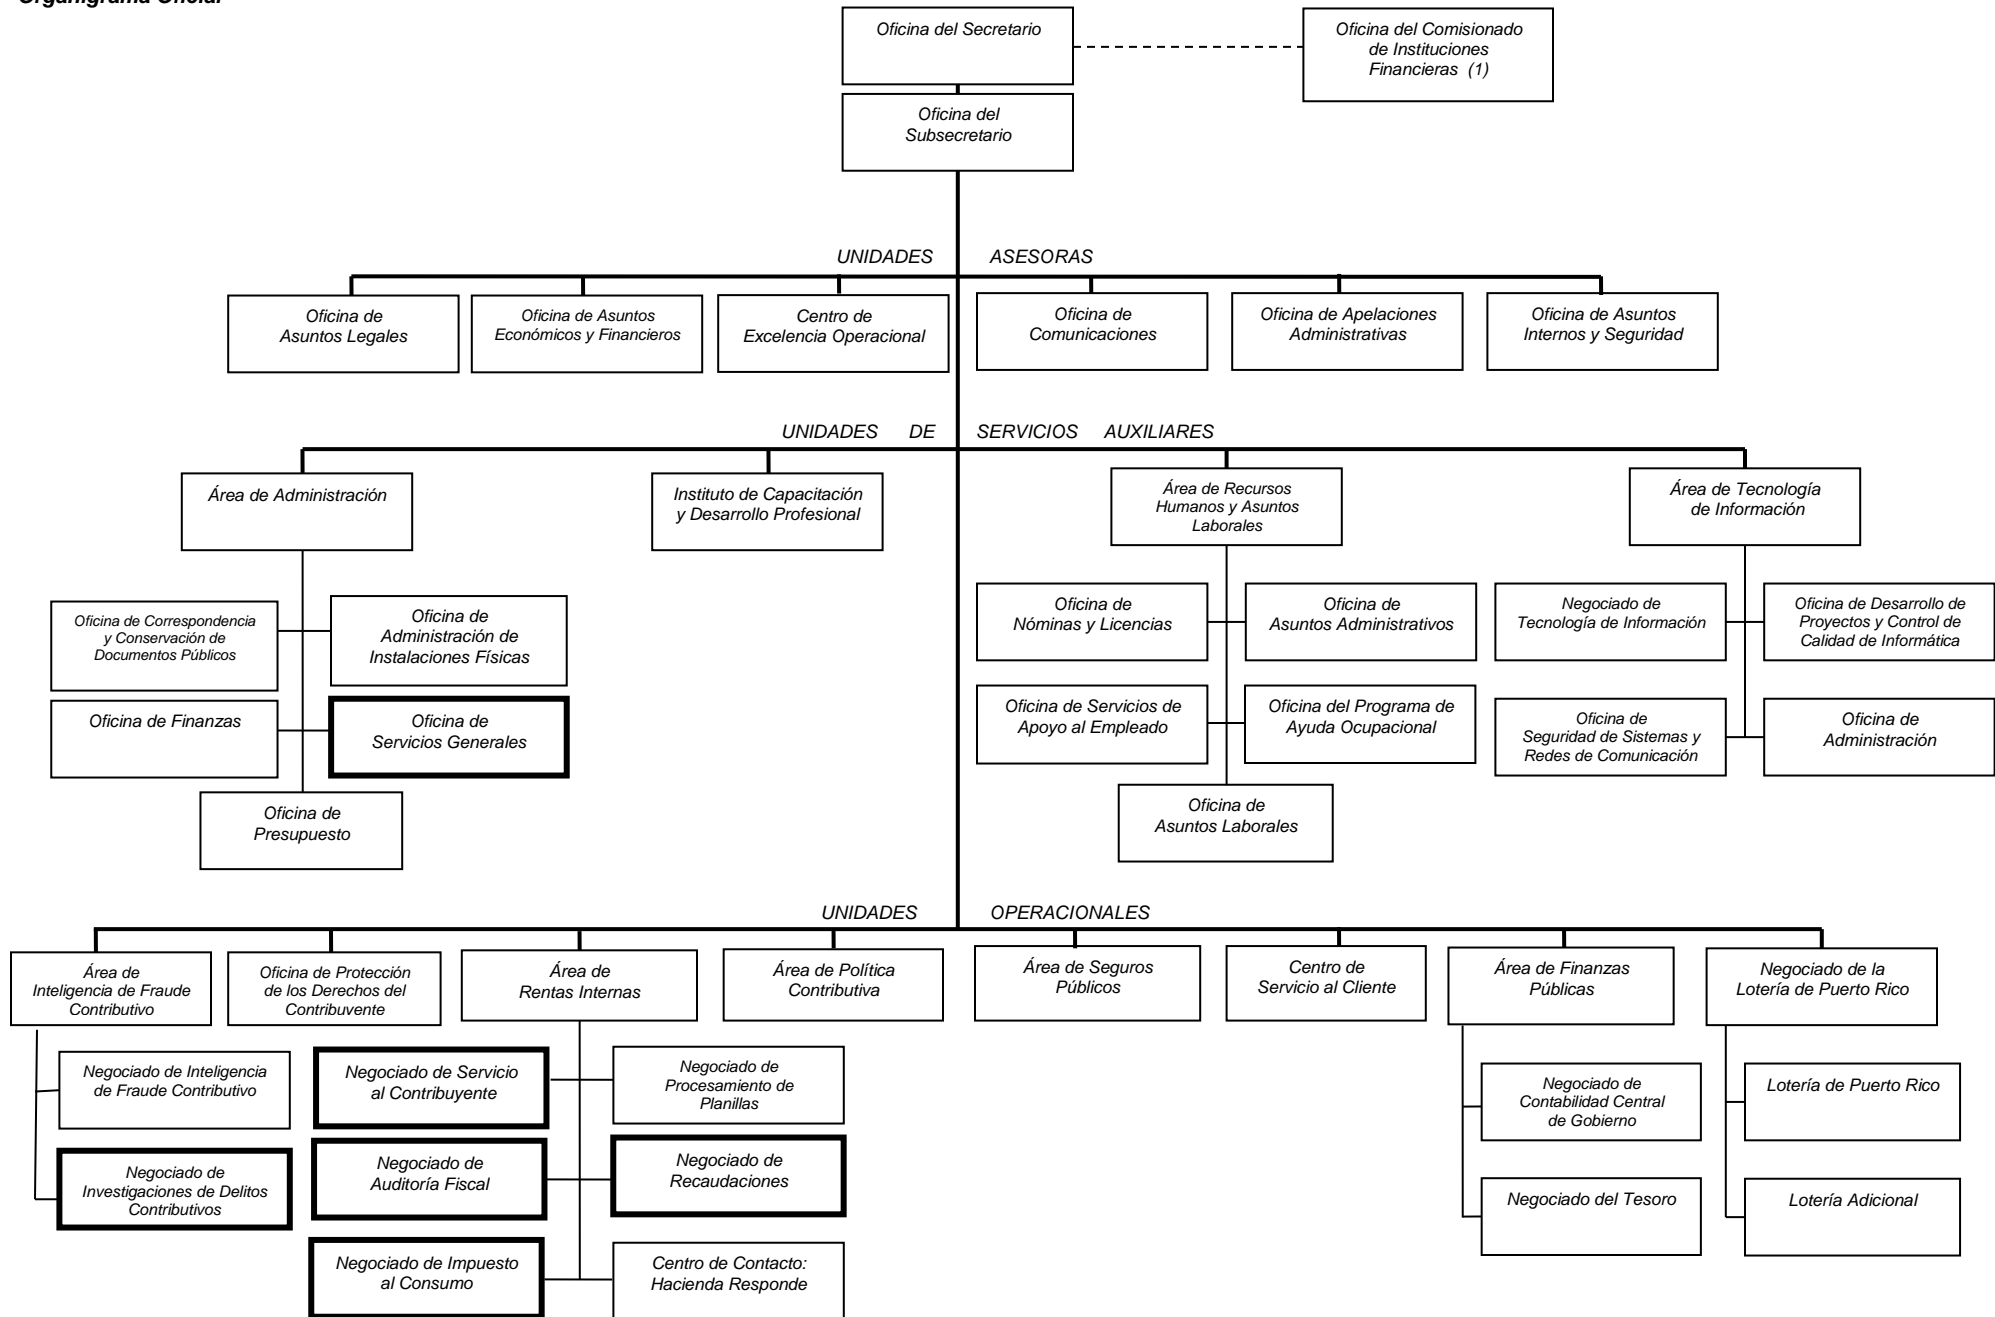 Organigrama Oficial
Oficina del Secretario
Oficina del Comisionado
de Instituciones
Financieras (1)
Oficina del
Subsecretario
UNIDADES ASESORAS
Oficina de
Asuntos Legales
Oficina de Asuntos
Económicos y Financieros
Centro de
Excelencia Operacional
Oficina de
Comunicaciones
Oficina de Apelaciones
Administrativas
Oficina de Asuntos
Internos y Seguridad
UNIDADES DE SERVICIOS AUXILIARES
Área de Administración
Instituto de Capacitación
y Desarrollo Profesional
Área de Recursos
Humanos y Asuntos
Laborales
Área de Tecnología
de Información
Oficina de Correspondencia
y Conservación de
Documentos Públicos
Oficina de
Administración de
Instalaciones Físicas
Oficina de
Nóminas y Licencias
Oficina de
Asuntos Administrativos
Negociado de
Tecnología de Información
Oficina de Desarrollo de
Proyectos y Control de
Calidad de Informática
Oficina de Finanzas
Oficina de
Servicios Generales
Oficina de Servicios de
Apoyo al Empleado
Oficina del Programa de
Ayuda Ocupacional
Oficina de
Seguridad de Sistemas y
Redes de Comunicación
Oficina de
Administración
Oficina de
Presupuesto
Oficina de
Asuntos Laborales
UNIDADES OPERACIONALES
Área de
Inteligencia de Fraude
Contributivo
Oficina de Protección
de los Derechos del
Contribuyente
Área de
Rentas Internas
Área de Política
Contributiva
Área de Seguros
Públicos
Centro de
Servicio al Cliente
Área de Finanzas
Públicas
Negociado de la
Lotería de Puerto Rico
Negociado de Inteligencia
de Fraude Contributivo
Negociado de Servicio
al Contribuyente
Negociado de
Procesamiento de
Planillas
Negociado de
Contabilidad Central
de Gobierno
Lotería de Puerto Rico
Negociado de
Investigaciones de Delitos
Contributivos
Negociado de
Auditoría Fiscal
Negociado de
Recaudaciones
Negociado del Tesoro
Lotería Adicional
Negociado de Impuesto
al Consumo
Centro de Contacto:
Hacienda Responde